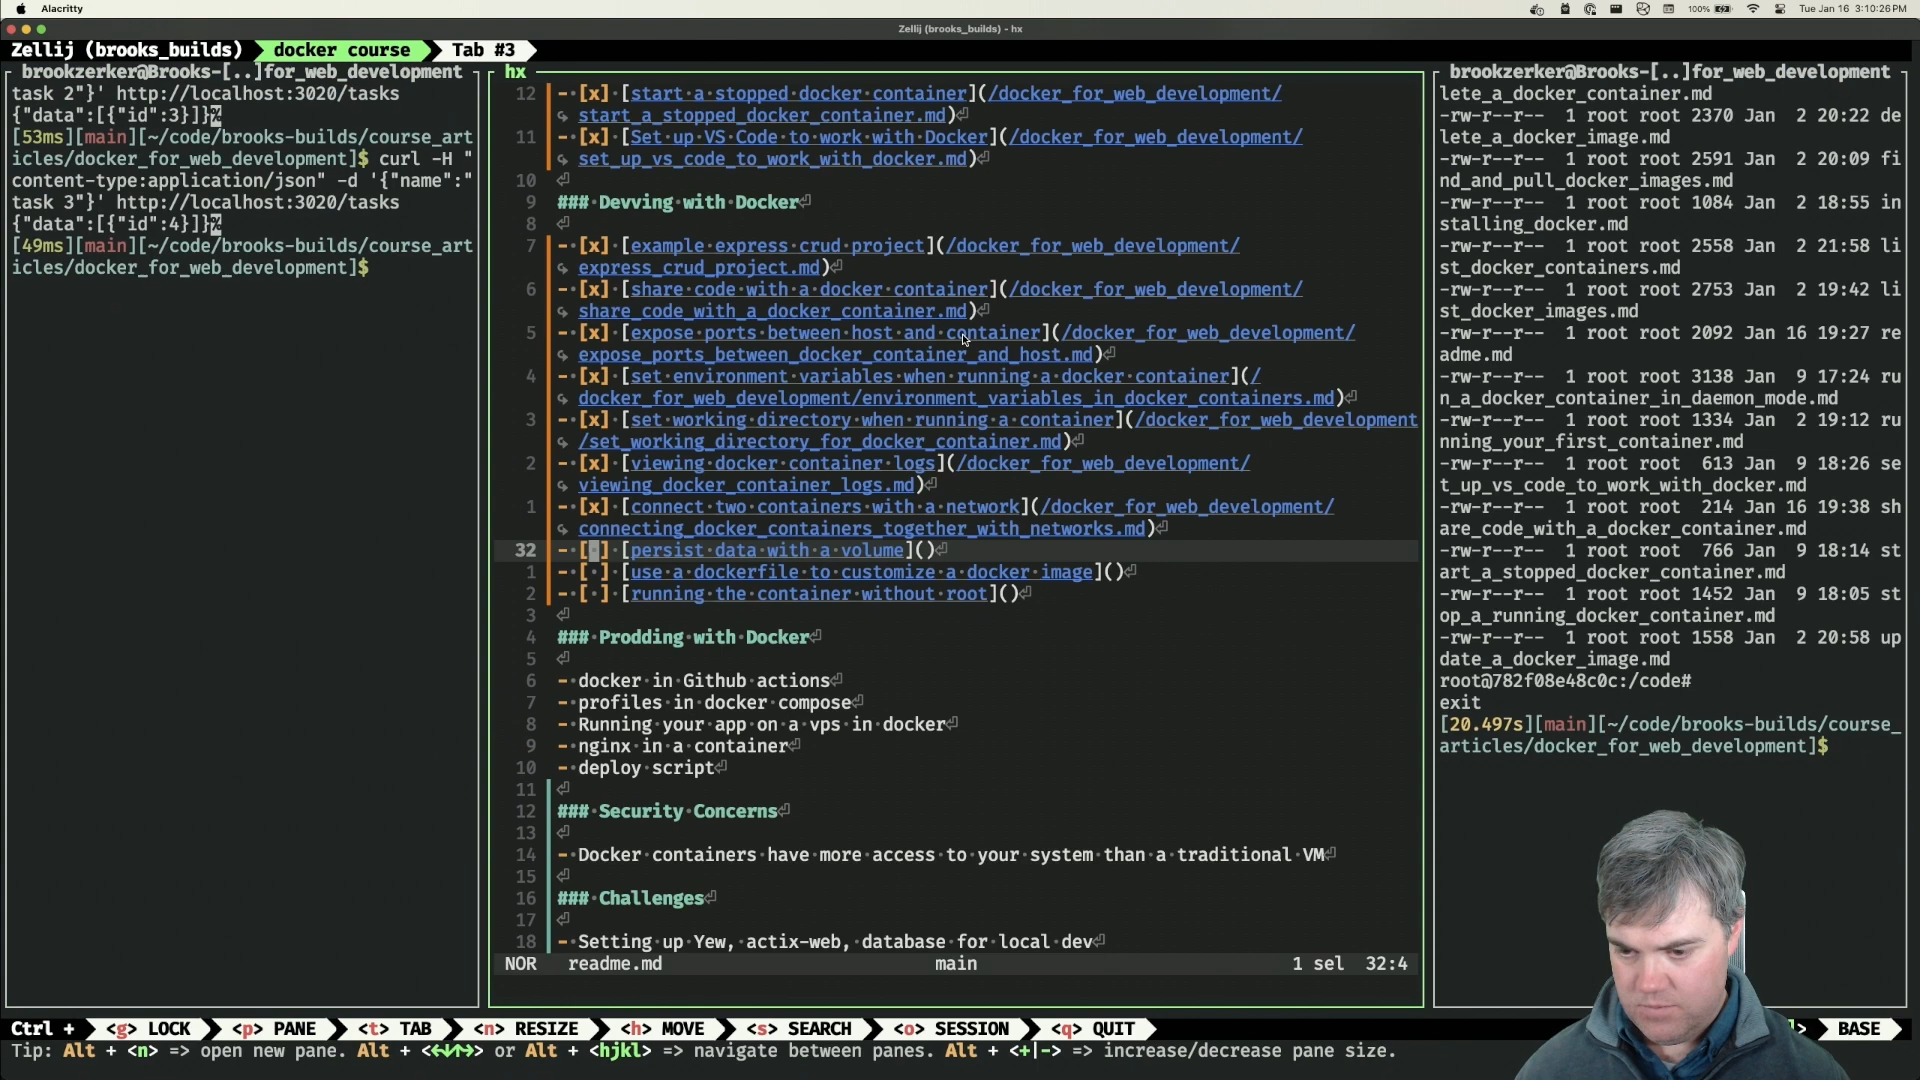 Alacritty
100%
Tue Jan 16 3:10:26 PM
Zellij (brooks_builds) - hx
Zellij (brooks_builds) docker course Tab #3
brookzerker@Brooks-[..]for_web_development
task 2"}' http://localhost:3020/tasks
{"data":[{"id":3}]}%
[53ms][main][~/code/brooks-builds/course_art
icles/docker_for_web_development]$ curl -H "
content-type:application/json" -d '{"name":"
task 3"}' http://localhost:3020/tasks
{"data":[{"id":4}]}%
[49ms][main][~/code/brooks-builds/course_art
icles/docker_for_web_development]$
hx
12 - [x] [start a stopped docker container](/docker_for_web_development/
start_a_stopped_docker_container.md)
11 - [x] [Set up VS Code to work with Docker](/docker_for_web_development/
set_up_vs_code_to_work_with_docker.md)
10
9 ### Devving with Docker
8
7 - [x] [example express crud project](/docker_for_web_development/
express_crud_project.md)
6 - [x] [share code with a docker container](/docker_for_web_development/
share_code_with_a_docker_container.md)
5 - [x] [expose ports between host and container](/docker_for_web_development/
expose_ports_between_docker_container_and_host.md)
4 - [x] [set environment variables when running a docker container](/
docker_for_web_development/environment_variables_in_docker_containers.md)
3 - [x] [set working directory when running a container](/docker_for_web_development
/set_working_directory_for_docker_container.md)
2 - [x] [viewing docker container logs](/docker_for_web_development/
viewing_docker_container_logs.md)
1 - [x] [connect two containers with a network](/docker_for_web_development/
connecting_docker_containers_together_with_networks.md)
32 - [ ] [persist data with a volume]()
1 - [ ] [use a dockerfile to customize a docker image]()
2 - [ ] [running the container without root]()
3
4 ### Prodding with Docker
5
6 - docker in Github actions
7 - profiles in docker compose
8 - Running your app on a vps in docker
9 - nginx in a container
10 - deploy script
11
12 ### Security Concerns
13
14 - Docker containers have more access to your system than a traditional VM
15
16 ### Challenges
17
18 - Setting up Yew, actix-web, database for local dev
NOR readme.md main 1 sel 32:4
brookzerker@Brooks-[..]for_web_development
lete_a_docker_container.md
-rw-r--r-- 1 root root 2370 Jan 2 20:22 de
lete_a_docker_image.md
-rw-r--r-- 1 root root 2591 Jan 2 20:09 fi
nd_and_pull_docker_images.md
-rw-r--r-- 1 root root 1084 Jan 2 18:55 in
stalling_docker.md
-rw-r--r-- 1 root root 2558 Jan 2 21:58 li
st_docker_containers.md
-rw-r--r-- 1 root root 2753 Jan 2 19:42 li
st_docker_images.md
-rw-r--r-- 1 root root 2092 Jan 16 19:27 re
adme.md
-rw-r--r-- 1 root root 3138 Jan 9 17:24 ru
n_a_docker_container_in_daemon_mode.md
-rw-r--r-- 1 root root 1334 Jan 2 19:12 ru
nning_your_first_container.md
-rw-r--r-- 1 root root 613 Jan 9 18:26 se
t_up_vs_code_to_work_with_docker.md
-rw-r--r-- 1 root root 214 Jan 16 19:38 sh
are_code_with_a_docker_container.md
-rw-r--r-- 1 root root 766 Jan 9 18:14 st
art_a_stopped_docker_container.md
-rw-r--r-- 1 root root 1452 Jan 9 18:05 st
op_a_running_docker_container.md
-rw-r--r-- 1 root root 1558 Jan 2 20:58 up
date_a_docker_image.md
root@782f08e48c0c:/code#
exit
[20.497s][main][~/code/brooks-builds/course_
articles/docker_for_web_development]$
Ctrl + <g> LOCK <p> PANE <t> TAB <n> RESIZE <h> MOVE <s> SEARCH <o> SESSION <q> QUIT > BASE
Tip: Alt + <n> => open new pane. Alt + <←↓↑→> or Alt + <hjkl> => navigate between panes. Alt + <+|-> => increase/decrease pane size.